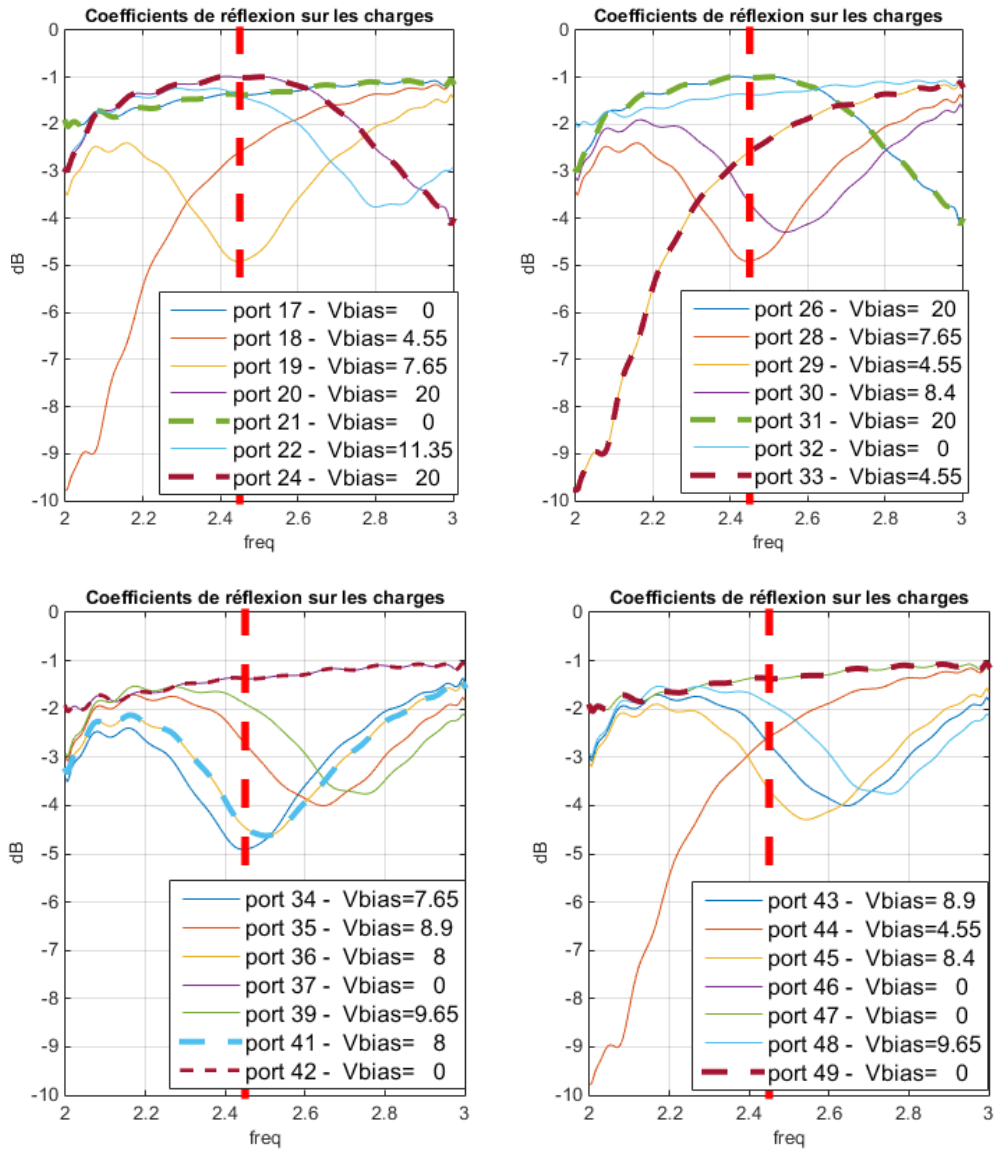 Coefficients de réflexion sur les charges
0
-1
-2
-3
-4
-5
-6
-7
-8
-9
-10
dB
port 17 - Vbias= 0
port 18 - Vbias= 4.55
port 19 - Vbias= 7.65
port 20 - Vbias= 20
port 21 - Vbias= 0
port 22 - Vbias=11.35
port 24 - Vbias= 20
2 2.2 2.4 2.6 2.8 3
freq
Coefficients de réflexion sur les charges
0
-1
-2
-3
-4
-5
-6
-7
-8
-9
-10
dB
port 26 - Vbias= 20
port 28 - Vbias=7.65
port 29 - Vbias=4.55
port 30 - Vbias= 8.4
port 31 - Vbias= 20
port 32 - Vbias= 0
port 33 - Vbias=4.55
2 2.2 2.4 2.6 2.8 3
freq
Coefficients de réflexion sur les charges
0
-1
-2
-3
-4
-5
-6
-7
-8
-9
-10
dB
port 34 - Vbias=7.65
port 35 - Vbias= 8.9
port 36 - Vbias= 8
port 37 - Vbias= 0
port 39 - Vbias=9.65
port 41 - Vbias= 8
port 42 - Vbias= 0
2 2.2 2.4 2.6 2.8 3
freq
Coefficients de réflexion sur les charges
0
-1
-2
-3
-4
-5
-6
-7
-8
-9
-10
dB
port 43 - Vbias= 8.9
port 44 - Vbias=4.55
port 45 - Vbias= 8.4
port 46 - Vbias= 0
port 47 - Vbias= 0
port 48 - Vbias=9.65
port 49 - Vbias= 0
2 2.2 2.4 2.6 2.8 3
freq